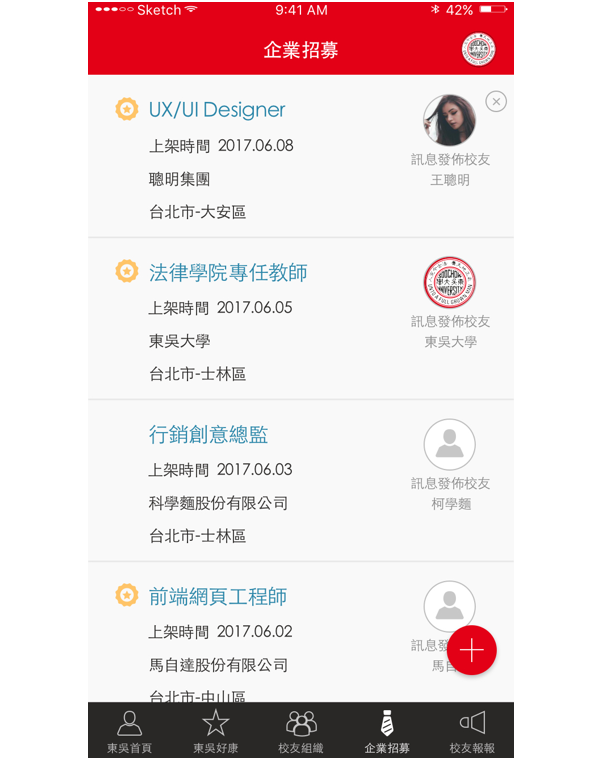 Sketch
9:41 AM
42%
企業招募
UX/UI Designer
上架時間 2017.06.08
聰明集團
台北市-大安區
訊息發佈校友
王聰明
法律學院專任教師
上架時間 2017.06.05
東吳大學
台北市-士林區
訊息發佈校友
東吳大學
行銷創意總監
上架時間 2017.06.03
科學麵股份有限公司
台北市-士林區
訊息發佈校友
柯學麵
前端網頁工程師
上架時間 2017.06.02
馬自達股份有限公司
台北市-中山區
訊息發
馬自
東吳首頁
東吳好康
校友組織
企業招募
校友報報